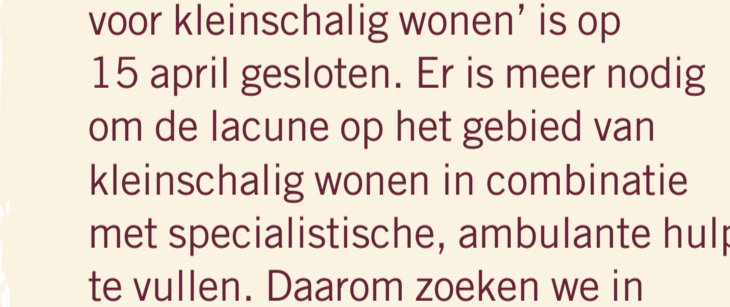 voor kleinschalig wonen’ is op
15 april gesloten. Er is meer nodig
om de lacune op het gebied van
kleinschalig wonen in combinatie
met specialistische, ambulante hulp
te vullen. Daarom zoeken we in